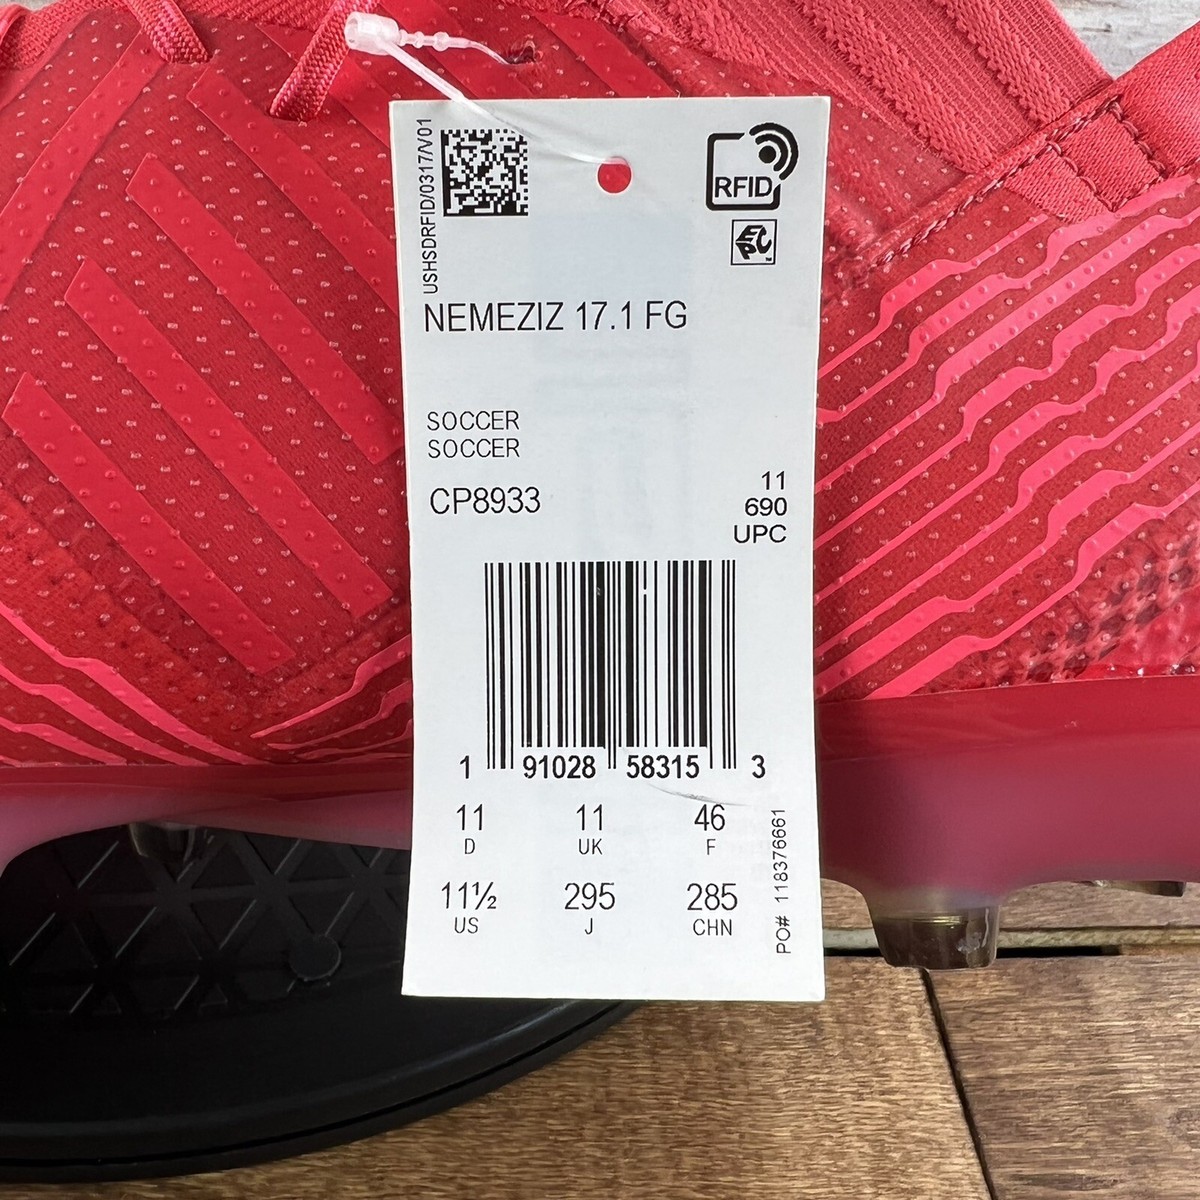 USHSDRFID/0317/V01
RFID
EPC™
NEMEZIZ 17.1 FG
SOCCER
SOCCER
CP8933
11
690
UPC
1 91028 58315 3
11 11 46
D UK F
11½ 295 285
US J CHN
PO# 118376661